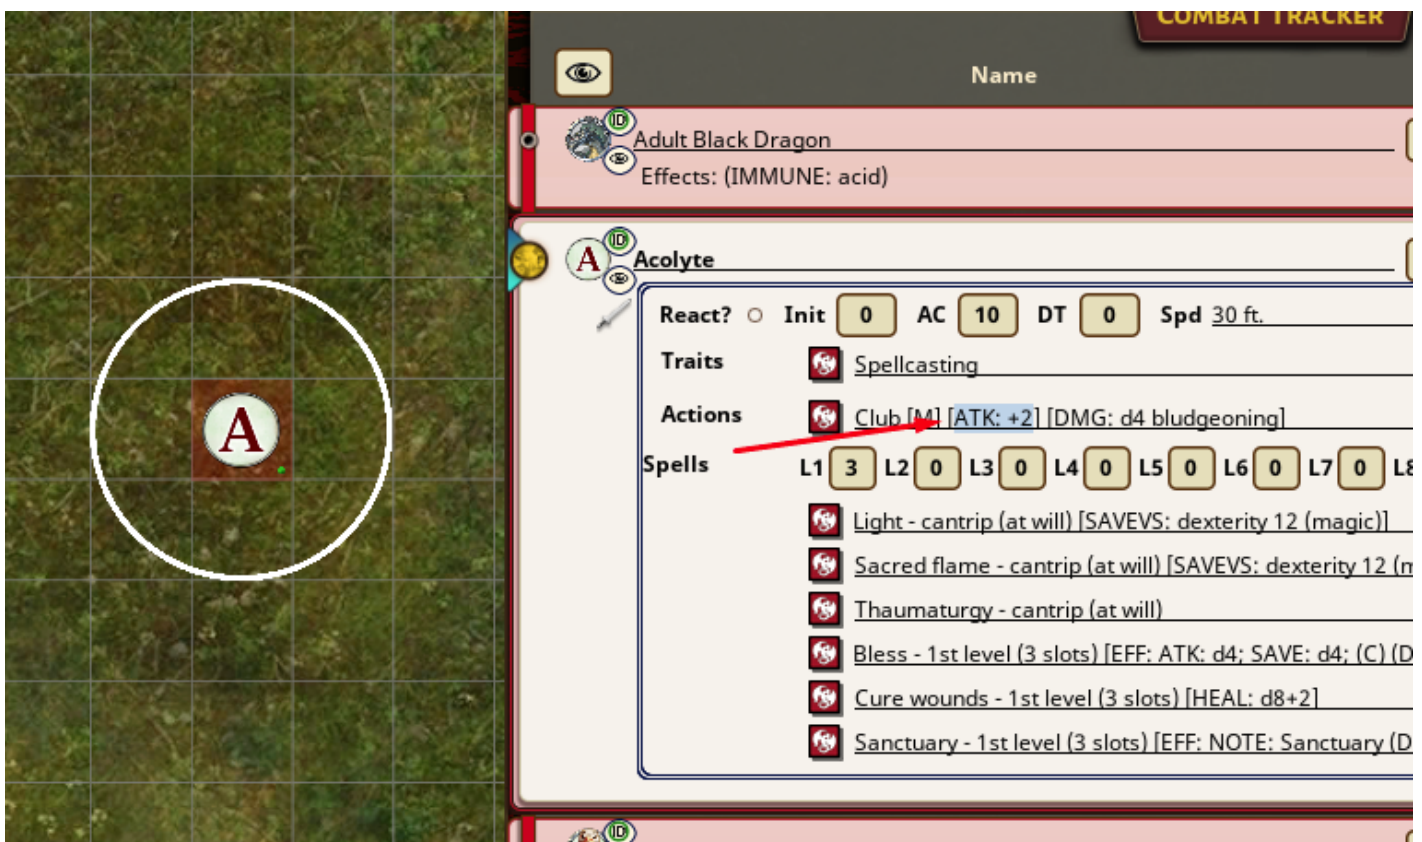 COMBAT TRACKER
Name
ID
Adult Black Dragon
Effects: (IMMUNE: acid)
A
ID
Acolyte
React? Init 0 AC 10 DT 0 Spd 30 ft.
Traits Spellcasting
A
Actions Club [M] [ATK: +2] [DMG: d4 bludgeoning]
Spells L1 3 L2 0 L3 0 L4 0 L5 0 L6 0 L7 0 L8
Light - cantrip (at will) [SAVEVS: dexterity 12 (magic)]
Sacred flame - cantrip (at will) [SAVEVS: dexterity 12 (m
Thaumaturgy - cantrip (at will)
Bless - 1st level (3 slots) [EFF: ATK: d4; SAVE: d4; (C) (D
Cure wounds - 1st level (3 slots) [HEAL: d8+2]
Sanctuary - 1st level (3 slots) [EFF: NOTE: Sanctuary (D
ID